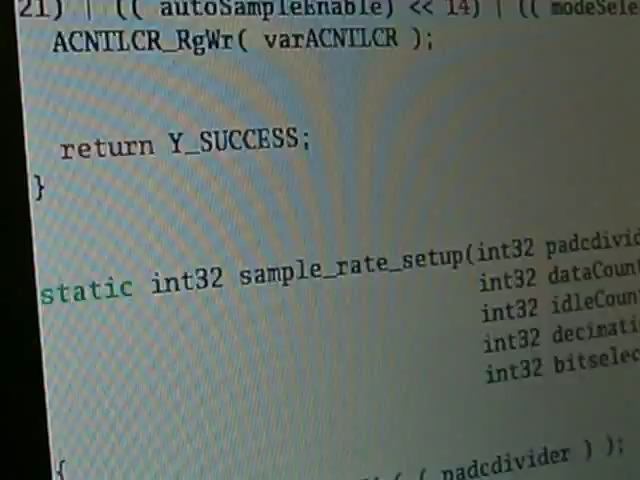 21) | (( autoSampleEnable) << 14) | (( modeSele
ACNTLCR_RgWr( varACNTLCR );
return Y_SUCCESS;
}
static int32 sample_rate_setup(int32 padcdivid
int32 dataCoun
int32 idleCoun
int32 decimati
int32 bitselec
{
( ( padcdivider ) );